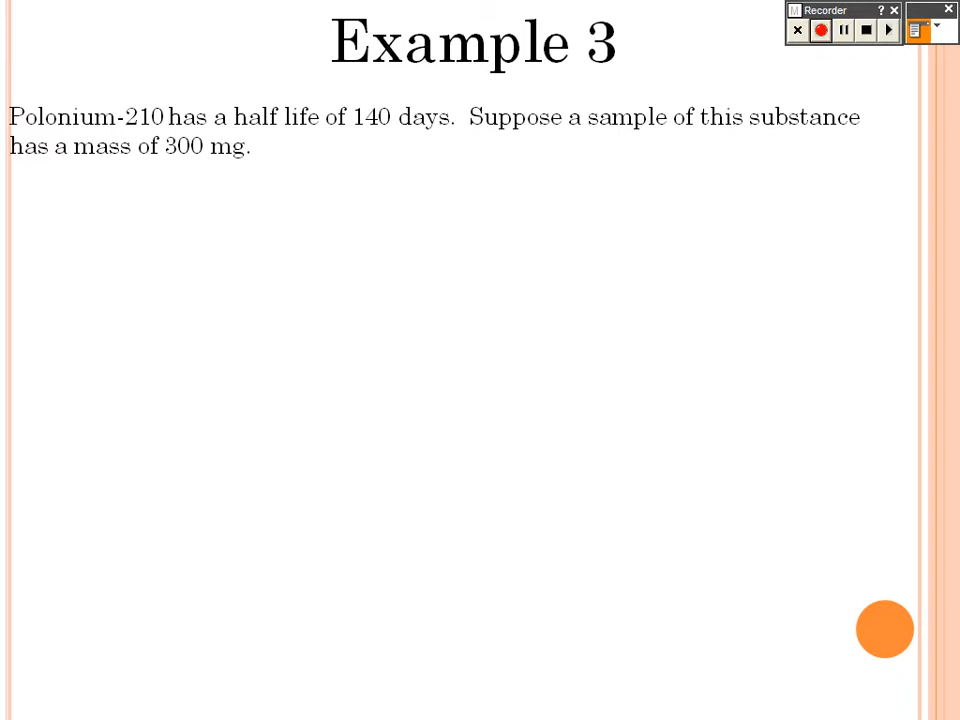 Example 3
Recorder
Polonium-210 has a half life of 140 days. Suppose a sample of this substance
has a mass of 300 mg.